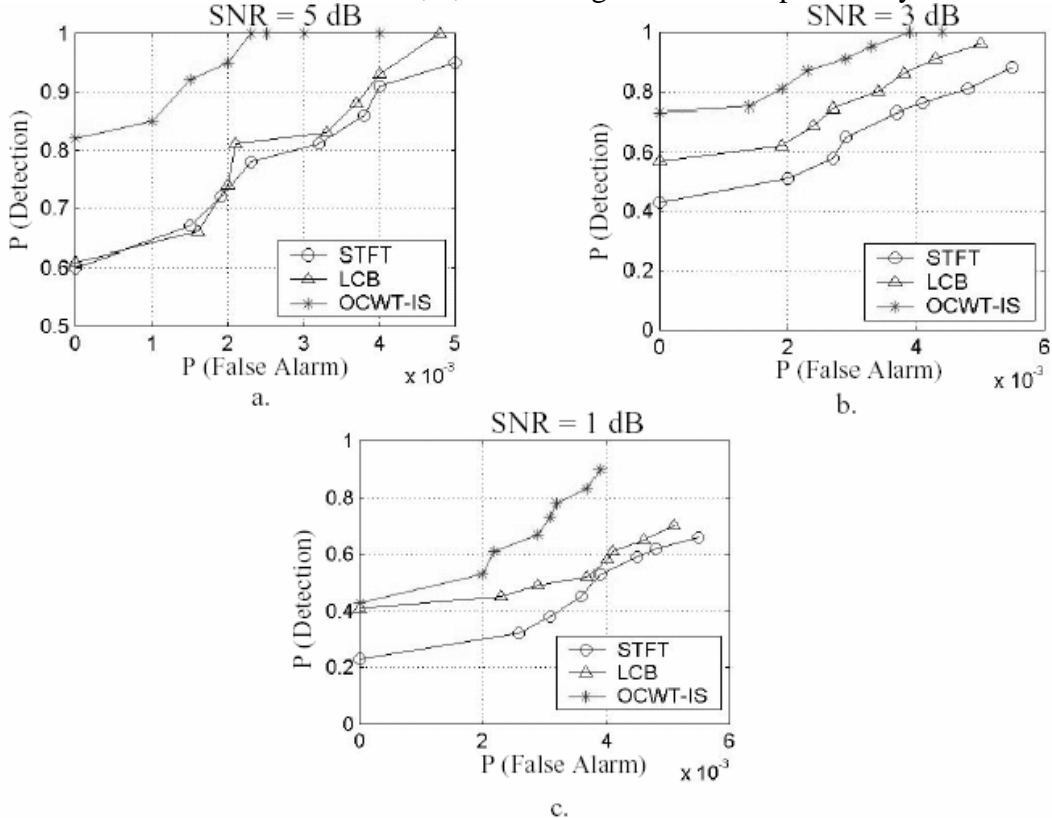 SNR = 5 dB
1
0.9
0.8
0.7
0.6
0.5
P (Detection)
STFT
LCB
OCWT-IS
0 1 2 3 4 5
P (False Alarm)
x 10⁻³
a.
SNR = 3 dB
1
0.8
0.6
0.4
0.2
0
P (Detection)
STFT
LCB
OCWT-IS
0 2 4 6
P (False Alarm)
x 10⁻³
b.
SNR = 1 dB
1
0.8
0.6
0.4
0.2
0
P (Detection)
STFT
LCB
OCWT-IS
0 2 4 6
P (False Alarm)
x 10⁻³
c.